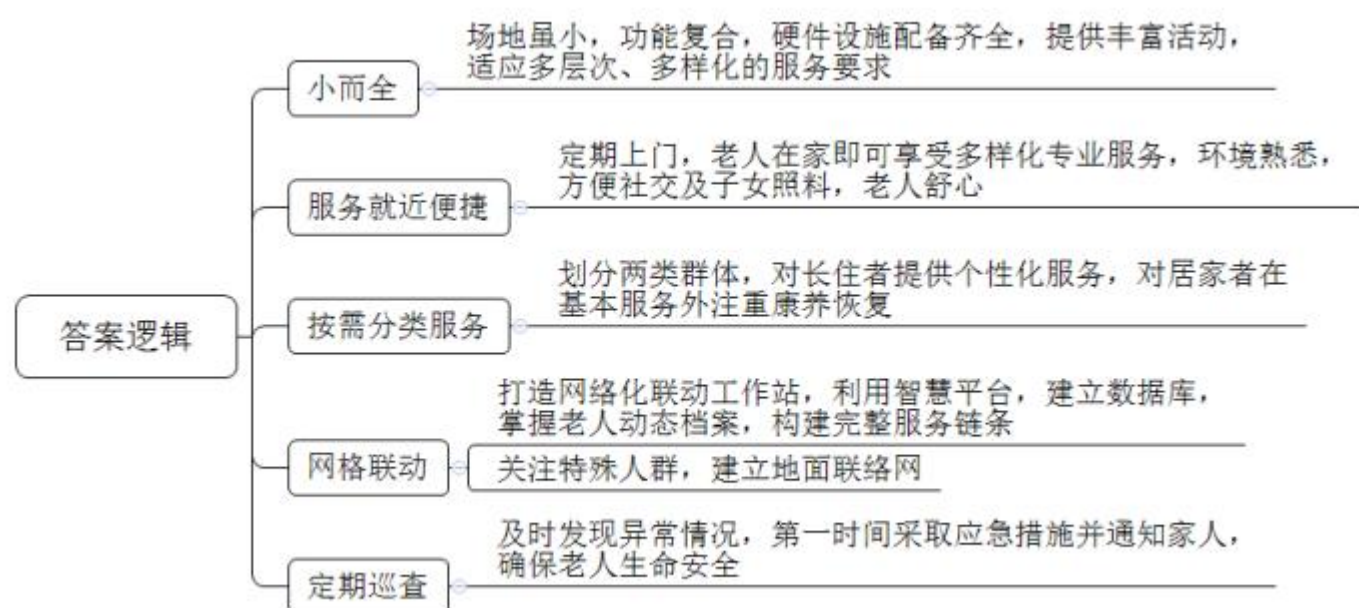 答案逻辑
小而全
场地虽小，功能复合，硬件设施配备齐全，提供丰富活动，
适应多层次、多样化的服务要求
服务就近便捷
定期上门，老人在家即可享受多样化专业服务，环境熟悉，
方便社交及子女照料，老人舒心
按需分类服务
划分两类群体，对长住者提供个性化服务，对居家者在
基本服务外注重康养恢复
网格联动
打造网络化联动工作站，利用智慧平台，建立数据库，
掌握老人动态档案，构建完整服务链条
关注特殊人群，建立地面联络网
定期巡查
及时发现异常情况，第一时间采取应急措施并通知家人，
确保老人生命安全